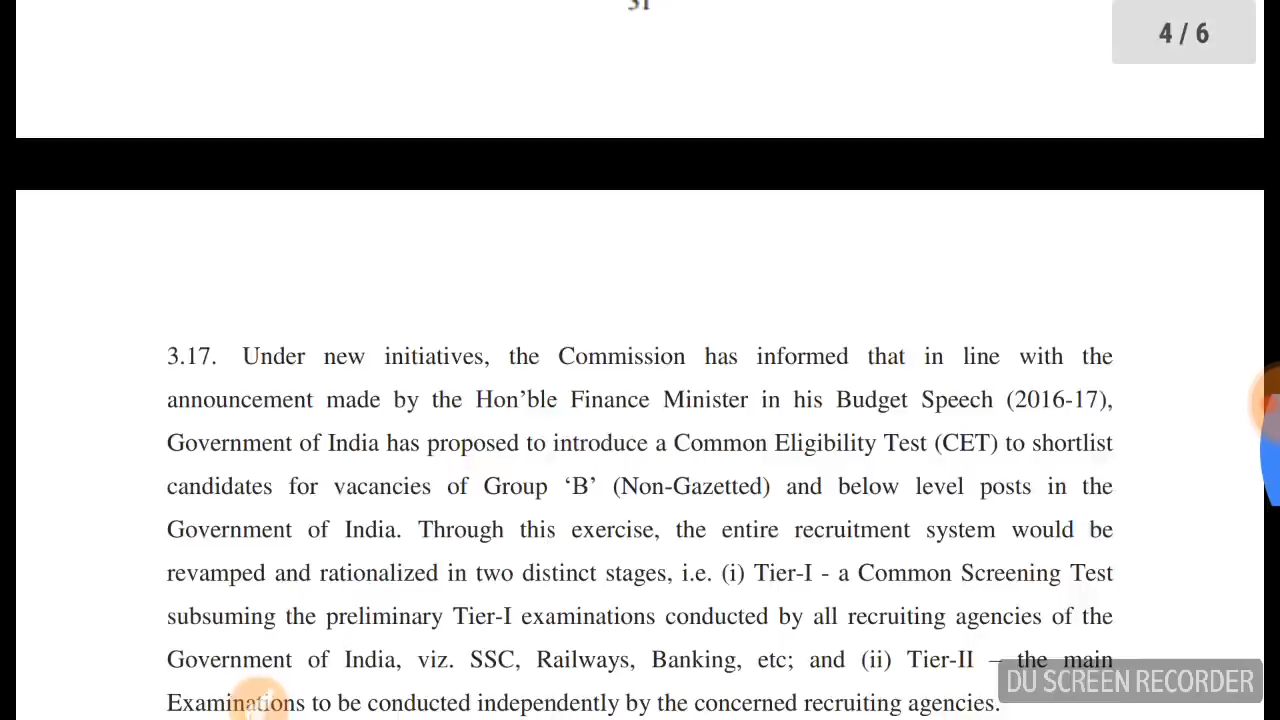 31
4 / 6
3.17. Under new initiatives, the Commission has informed that in line with the
announcement made by the Hon’ble Finance Minister in his Budget Speech (2016-17),
Government of India has proposed to introduce a Common Eligibility Test (CET) to shortlist
candidates for vacancies of Group ‘B’ (Non-Gazetted) and below level posts in the
Government of India. Through this exercise, the entire recruitment system would be
revamped and rationalized in two distinct stages, i.e. (i) Tier-I - a Common Screening Test
subsuming the preliminary Tier-I examinations conducted by all recruiting agencies of the
Government of India, viz. SSC, Railways, Banking, etc; and (ii) Tier-II – the main
DU SCREEN RECORDER
Examinations to be conducted independently by the concerned recruiting agencies.